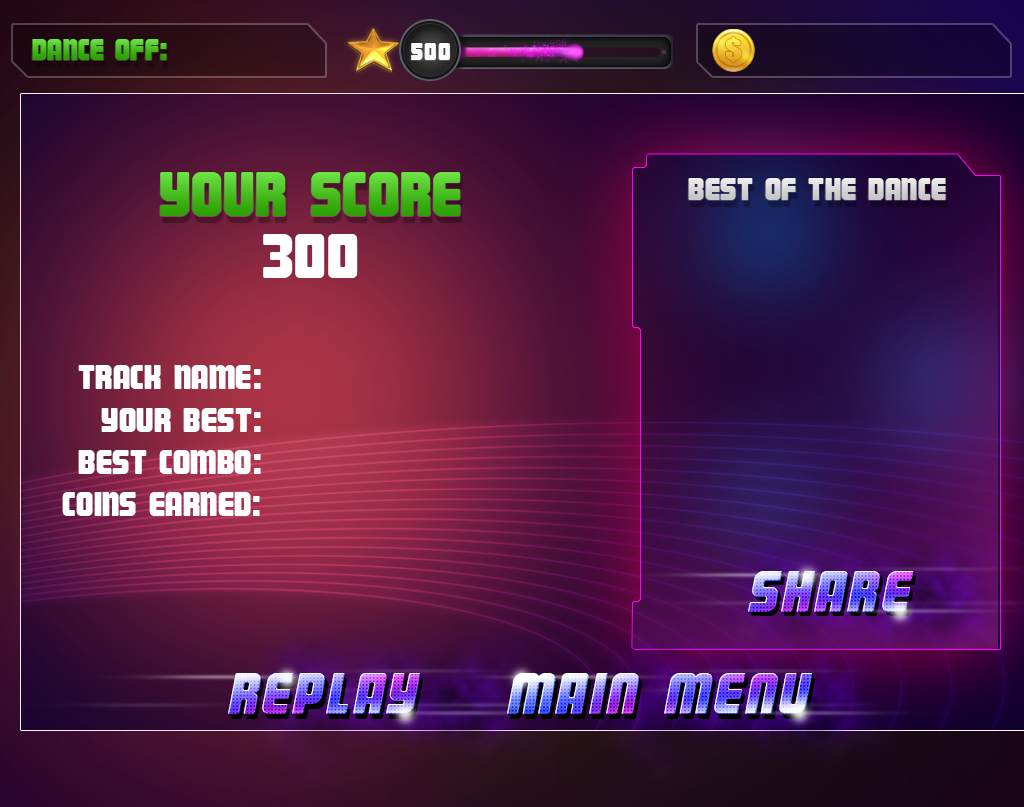 DANCE OFF:
500
$
YOUR SCORE
300
TRACK NAME:
YOUR BEST:
BEST COMBO:
COINS EARNED:
BEST OF THE DANCE
SHARE
REPLAY
MAIN MENU